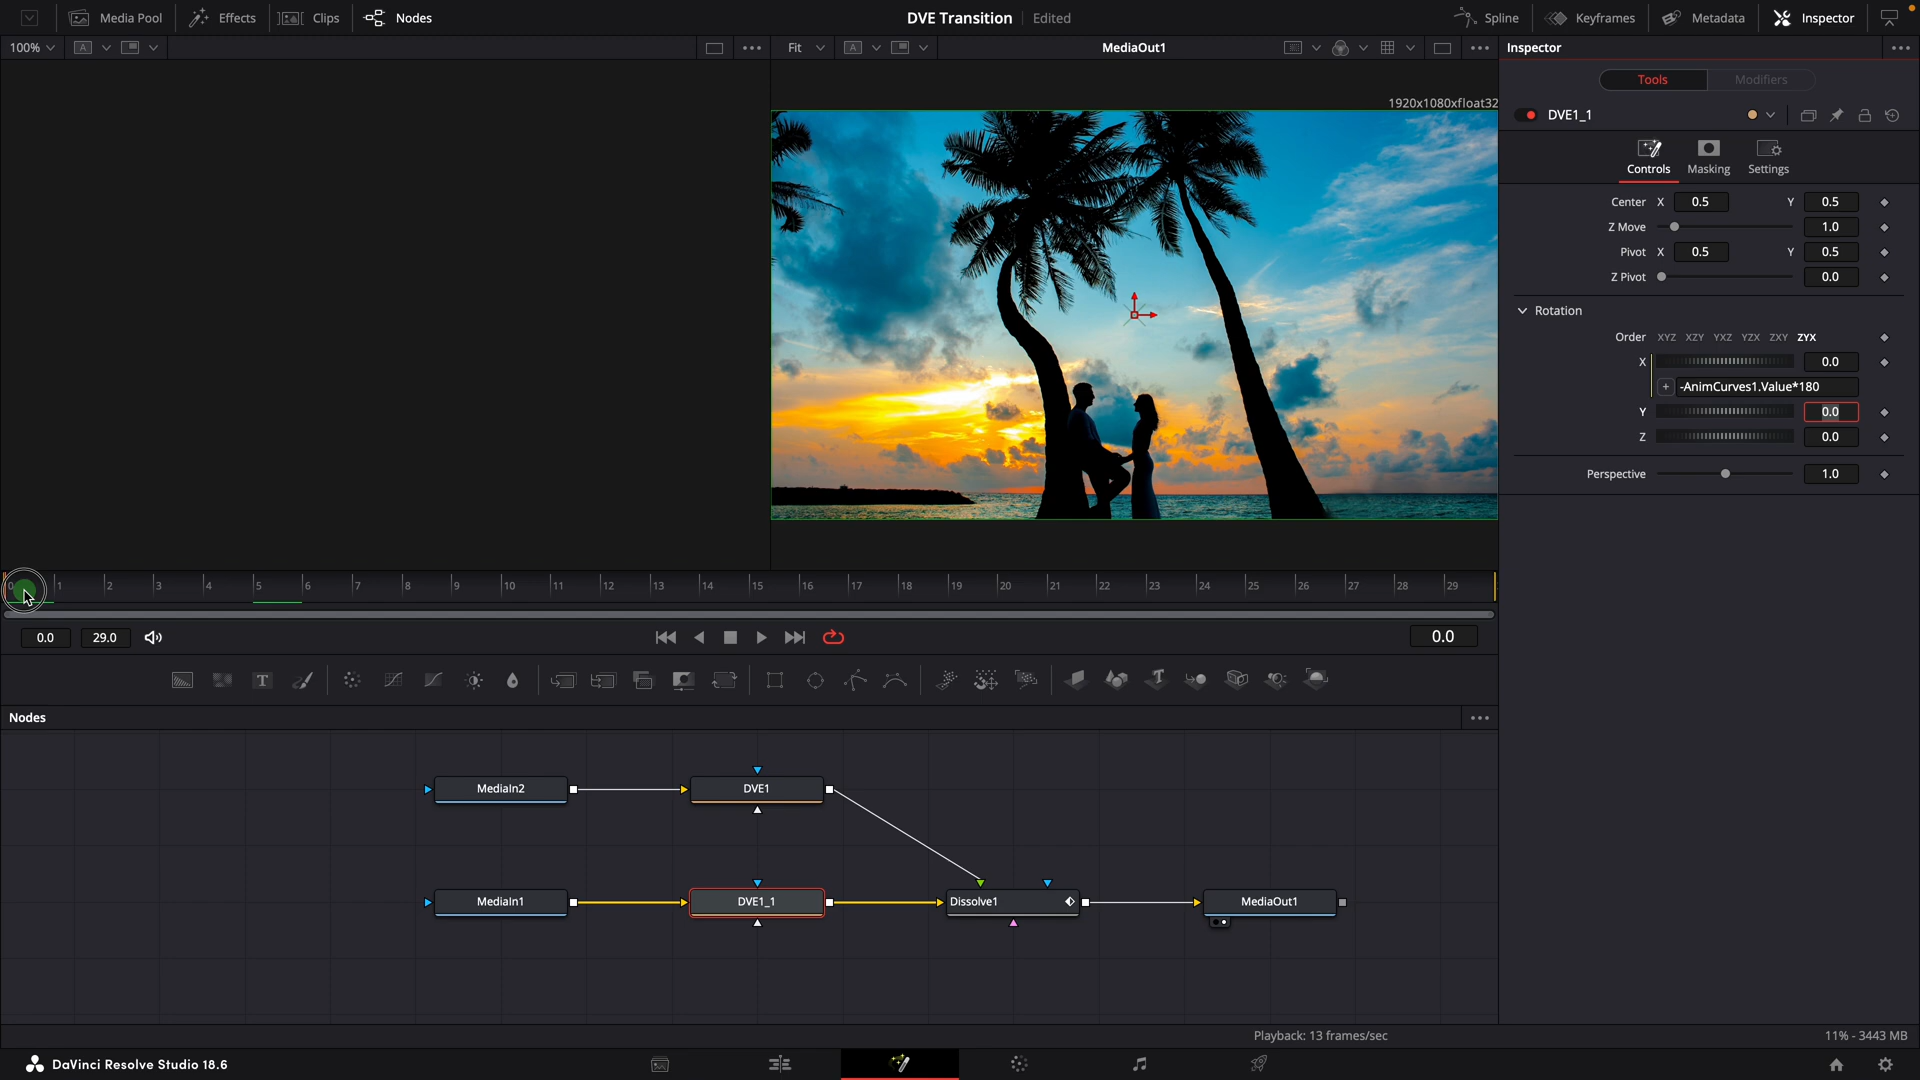 Media Pool
Effects
Clips
Nodes
DVE Transition
Edited
Spline
Keyframes
Metadata
Inspector
100%
A
Fit
A
MediaOut1
Inspector
1920x1080xfloat32
Tools
Modifiers
DVE1_1
Controls
Masking
Settings
Center X 0.5 Y 0.5
Z Move 1.0
Pivot X 0.5 Y 0.5
Z Pivot 0.0
Rotation
Order XYZ XZY YXZ YZX ZXY ZYX
X 0.0
+ -AnimCurves1.Value*180
Y 0.0
Z 0.0
Perspective 1.0
0 1 2 3 4 5 6 7 8 9 10 11 12 13 14 15 16 17 18 19 20 21 22 23 24 25 26 27 28 29
0.0 29.0
0.0
T
T
Nodes
MediaIn2
DVE1
MediaIn1
DVE1_1
Dissolve1
MediaOut1
Playback: 13 frames/sec
11% - 3443 MB
DaVinci Resolve Studio 18.6